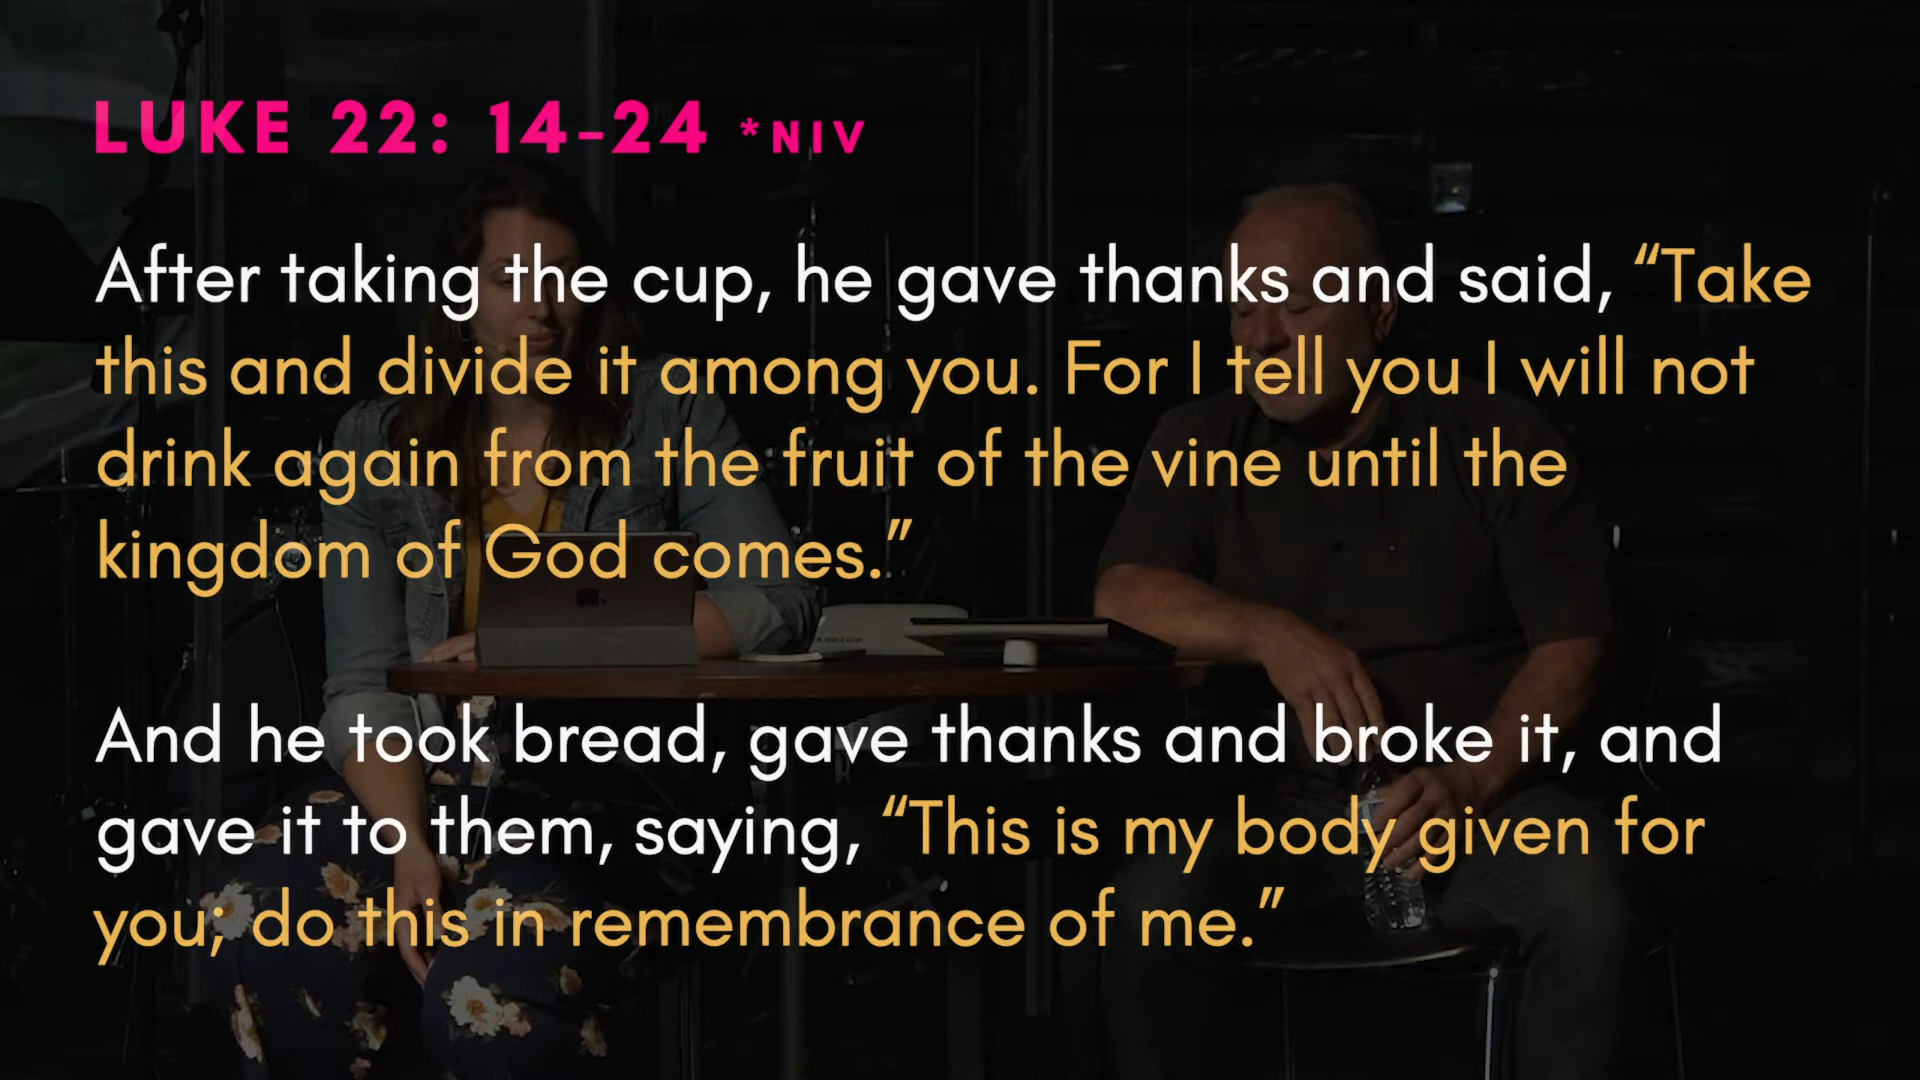 LUKE 22: 14-24 *NIV
After taking the cup, he gave thanks and said, “Take
this and divide it among you. For I tell you I will not
drink again from the fruit of the vine until the
kingdom of God comes.”
And he took bread, gave thanks and broke it, and
gave it to them, saying, “This is my body given for
you; do this in remembrance of me.”